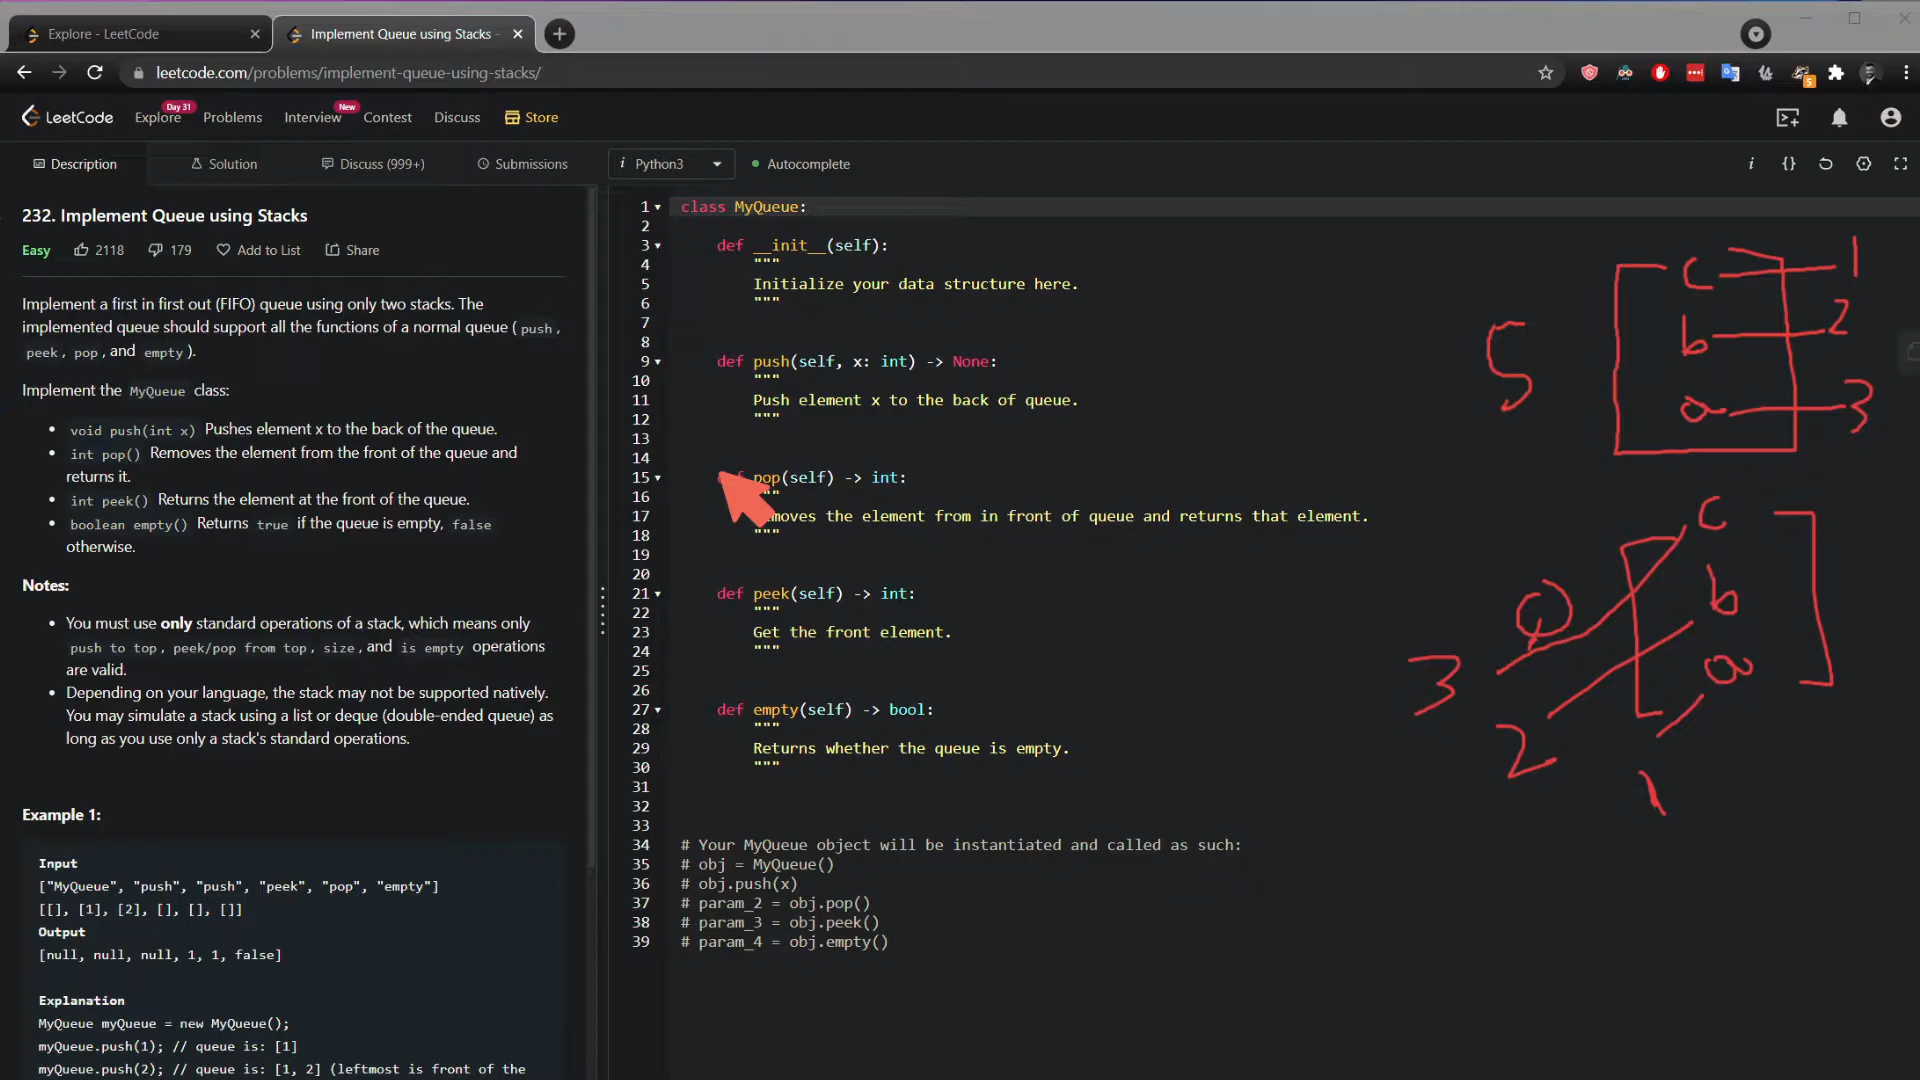 Explore - LeetCode
Implement Queue using Stacks -
leetcode.com/problems/implement-queue-using-stacks/
5
LeetCode
Explore
Day 31
Problems
Interview
New
Contest
Discuss
Store
Description
Solution
Discuss (999+)
Submissions
i Python3
Autocomplete
232. Implement Queue using Stacks
Easy
2118
179
Add to List
Share
Implement a first in first out (FIFO) queue using only two stacks. The
implemented queue should support all the functions of a normal queue ( push ,
peek , pop , and empty ).
Implement the MyQueue class:
• void push(int x) Pushes element x to the back of the queue.
• int pop() Removes the element from the front of the queue and
returns it.
• int peek() Returns the element at the front of the queue.
• boolean empty() Returns true if the queue is empty, false
otherwise.
Notes:
• You must use only standard operations of a stack, which means only
push to top , peek/pop from top , size , and is empty operations
are valid.
• Depending on your language, the stack may not be supported natively.
You may simulate a stack using a list or deque (double-ended queue) as
long as you use only a stack's standard operations.
Example 1:
Input
["MyQueue", "push", "push", "peek", "pop", "empty"]
[[], [1], [2], [], [], []]
Output
[null, null, null, 1, 1, false]
Explanation
MyQueue myQueue = new MyQueue();
myQueue.push(1); // queue is: [1]
myQueue.push(2); // queue is: [1, 2] (leftmost is front of the
1 class MyQueue:
2
3 def __init__(self):
4 """
5 Initialize your data structure here.
6 """
7
8
9 def push(self, x: int) -> None:
10 """
11 Push element x to the back of queue.
12 """
13
14
15 def pop(self) -> int:
16 """
17 moves the element from in front of queue and returns that element.
18 """
19
20
21 def peek(self) -> int:
22 """
23 Get the front element.
24 """
25
26
27 def empty(self) -> bool:
28 """
29 Returns whether the queue is empty.
30 """
31
32
33
34 # Your MyQueue object will be instantiated and called as such:
35 # obj = MyQueue()
36 # obj.push(x)
37 # param_2 = obj.pop()
38 # param_3 = obj.peek()
39 # param_4 = obj.empty()
S
c 1
b 2
a 3
Q
c
b
a
3
2
1